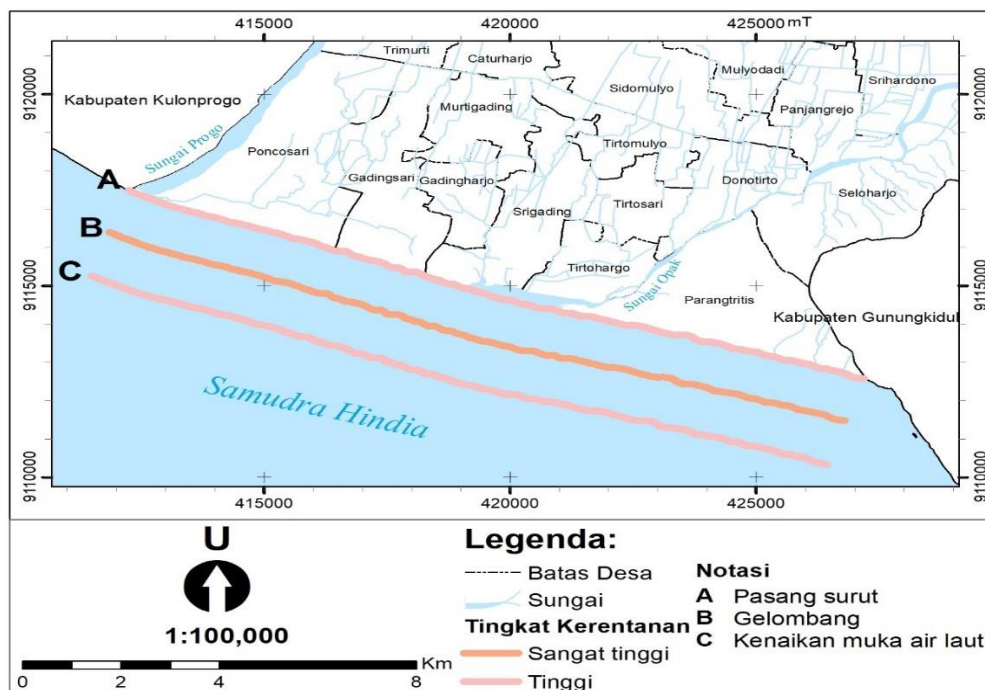 415000
420000
425000 mT
9120000
9115000
9110000
9120000
9115000
9110000
Kabupaten Kulonprogo
Sungai Progo
Trimurti
Caturharjo
Mulyodadi
Srihardono
Sidomulyo
Murtigading
Panjangrejo
Poncosari
Tirtomulyo
Gadingsari
Gadingharjo
Donotirto
Seloharjo
Srigading
Tirtosari
Tirtohargo
Sungai Opak
Parangtritis
Kabupaten Gunungkidul
A
B
C
Samudra Hindia
415000
420000
425000
U
1:100,000
Km
0 2 4 8
Legenda:
Batas Desa
Sungai
Tingkat Kerentanan
Sangat tinggi
Tinggi
Notasi
A Pasang surut
B Gelombang
C Kenaikan muka air laut